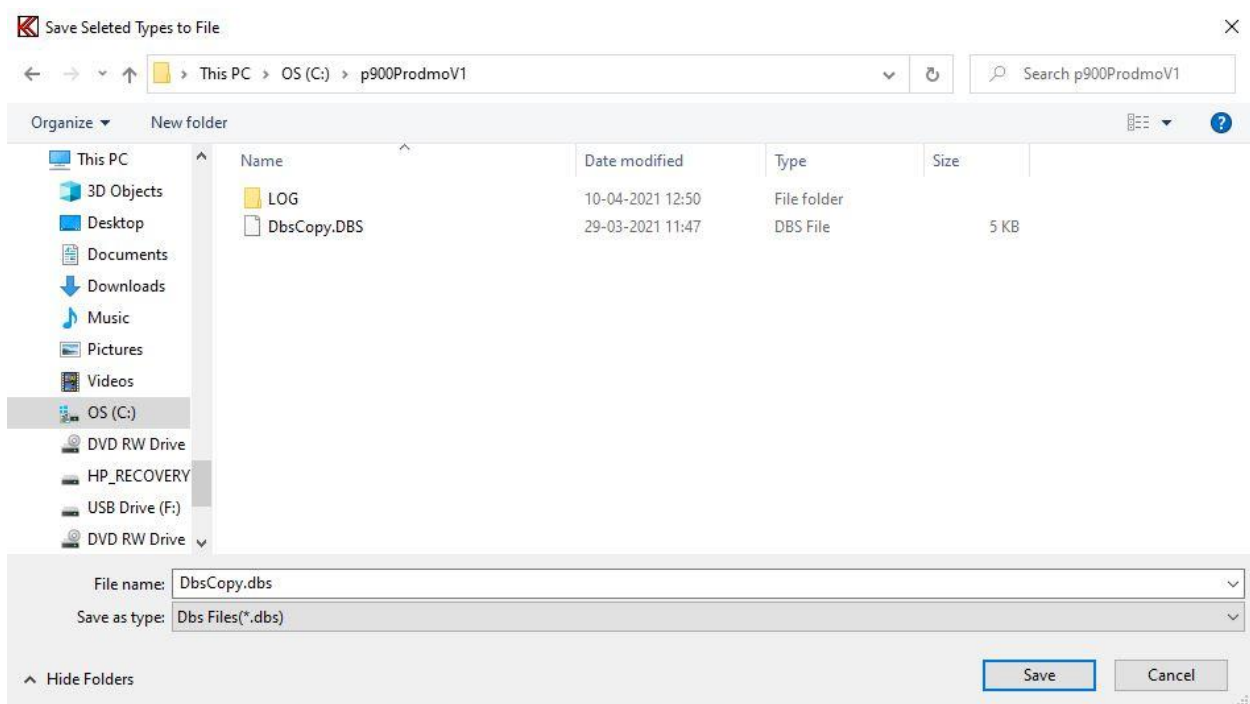 Save Seleted Types to File
This PC > OS (C:) > p900ProdmoV1
Search p900ProdmoV1
Organize
New folder
Name
Date modified
Type
Size
LOG
10-04-2021 12:50
File folder
DbsCopy.DBS
29-03-2021 11:47
DBS File
5 KB
This PC
3D Objects
Desktop
Documents
Downloads
Music
Pictures
Videos
OS (C:)
DVD RW Drive
HP_RECOVERY
USB Drive (F:)
DVD RW Drive
File name: DbsCopy.dbs
Save as type: Dbs Files(*.dbs)
Hide Folders
Save
Cancel